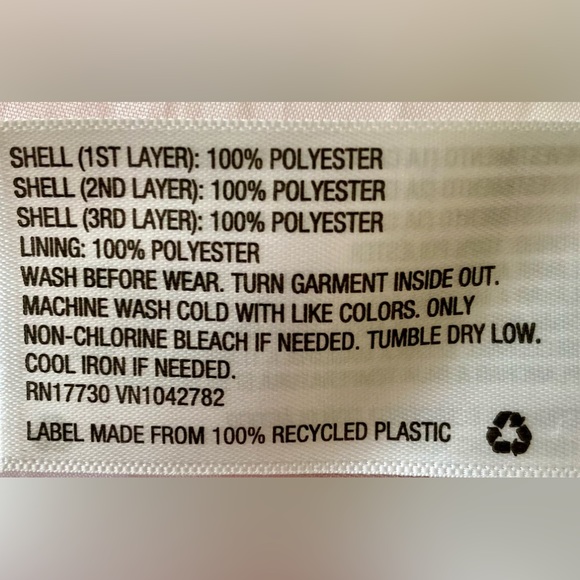 SHELL (1ST LAYER): 100% POLYESTER
SHELL (2ND LAYER): 100% POLYESTER
SHELL (3RD LAYER): 100% POLYESTER
LINING: 100% POLYESTER
WASH BEFORE WEAR. TURN GARMENT INSIDE OUT.
MACHINE WASH COLD WITH LIKE COLORS. ONLY
NON-CHLORINE BLEACH IF NEEDED. TUMBLE DRY LOW.
COOL IRON IF NEEDED.
RN17730 VN1042782
LABEL MADE FROM 100% RECYCLED PLASTIC